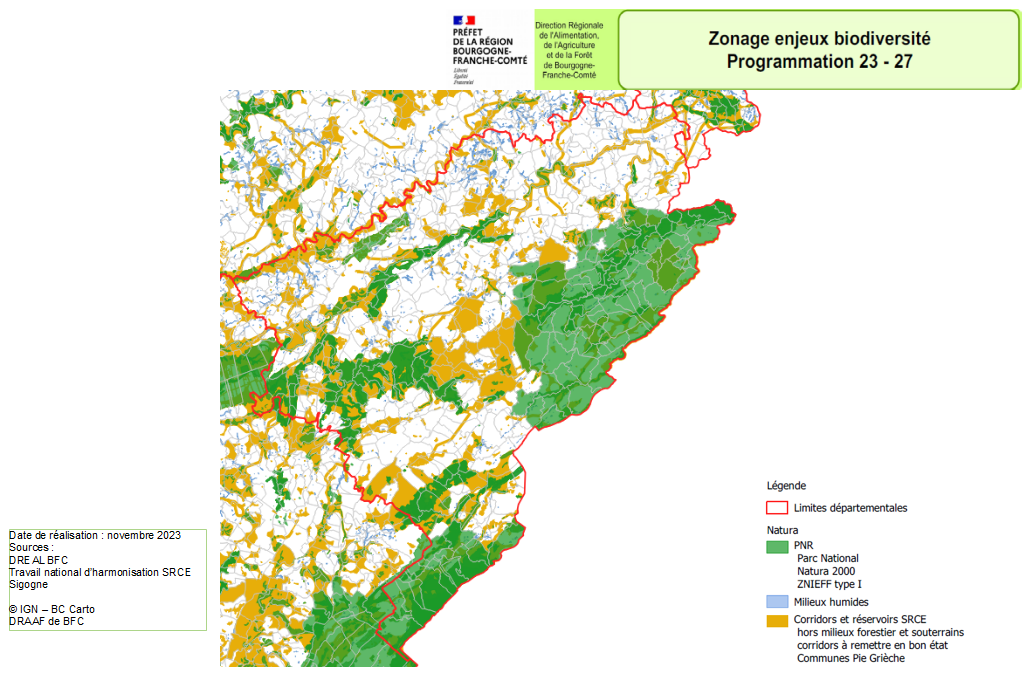 PRÉFET
DE LA RÉGION
BOURGOGNE-
FRANCHE-COMTÉ
Liberté
Égalité
Fraternité
Direction Régionale
de l'Alimentation,
de l'Agriculture
et de la Forêt
de Bourgogne-
Franche-Comté
Zonage enjeux biodiversité
Programmation 23 - 27
Légende
Limites départementales
Natura
PNR
Parc National
Natura 2000
ZNIEFF type I
Milieux humides
Corridors et réservoirs SRCE
hors milieux forestier et souterrains
corridors à remettre en bon état
Communes Pie Grièche
Date de réalisation : novembre 2023
Sources :
DREAL BFC
Travail national d'harmonisation SRCE
Sigogne
© IGN – BC Carto
DRAAF de BFC